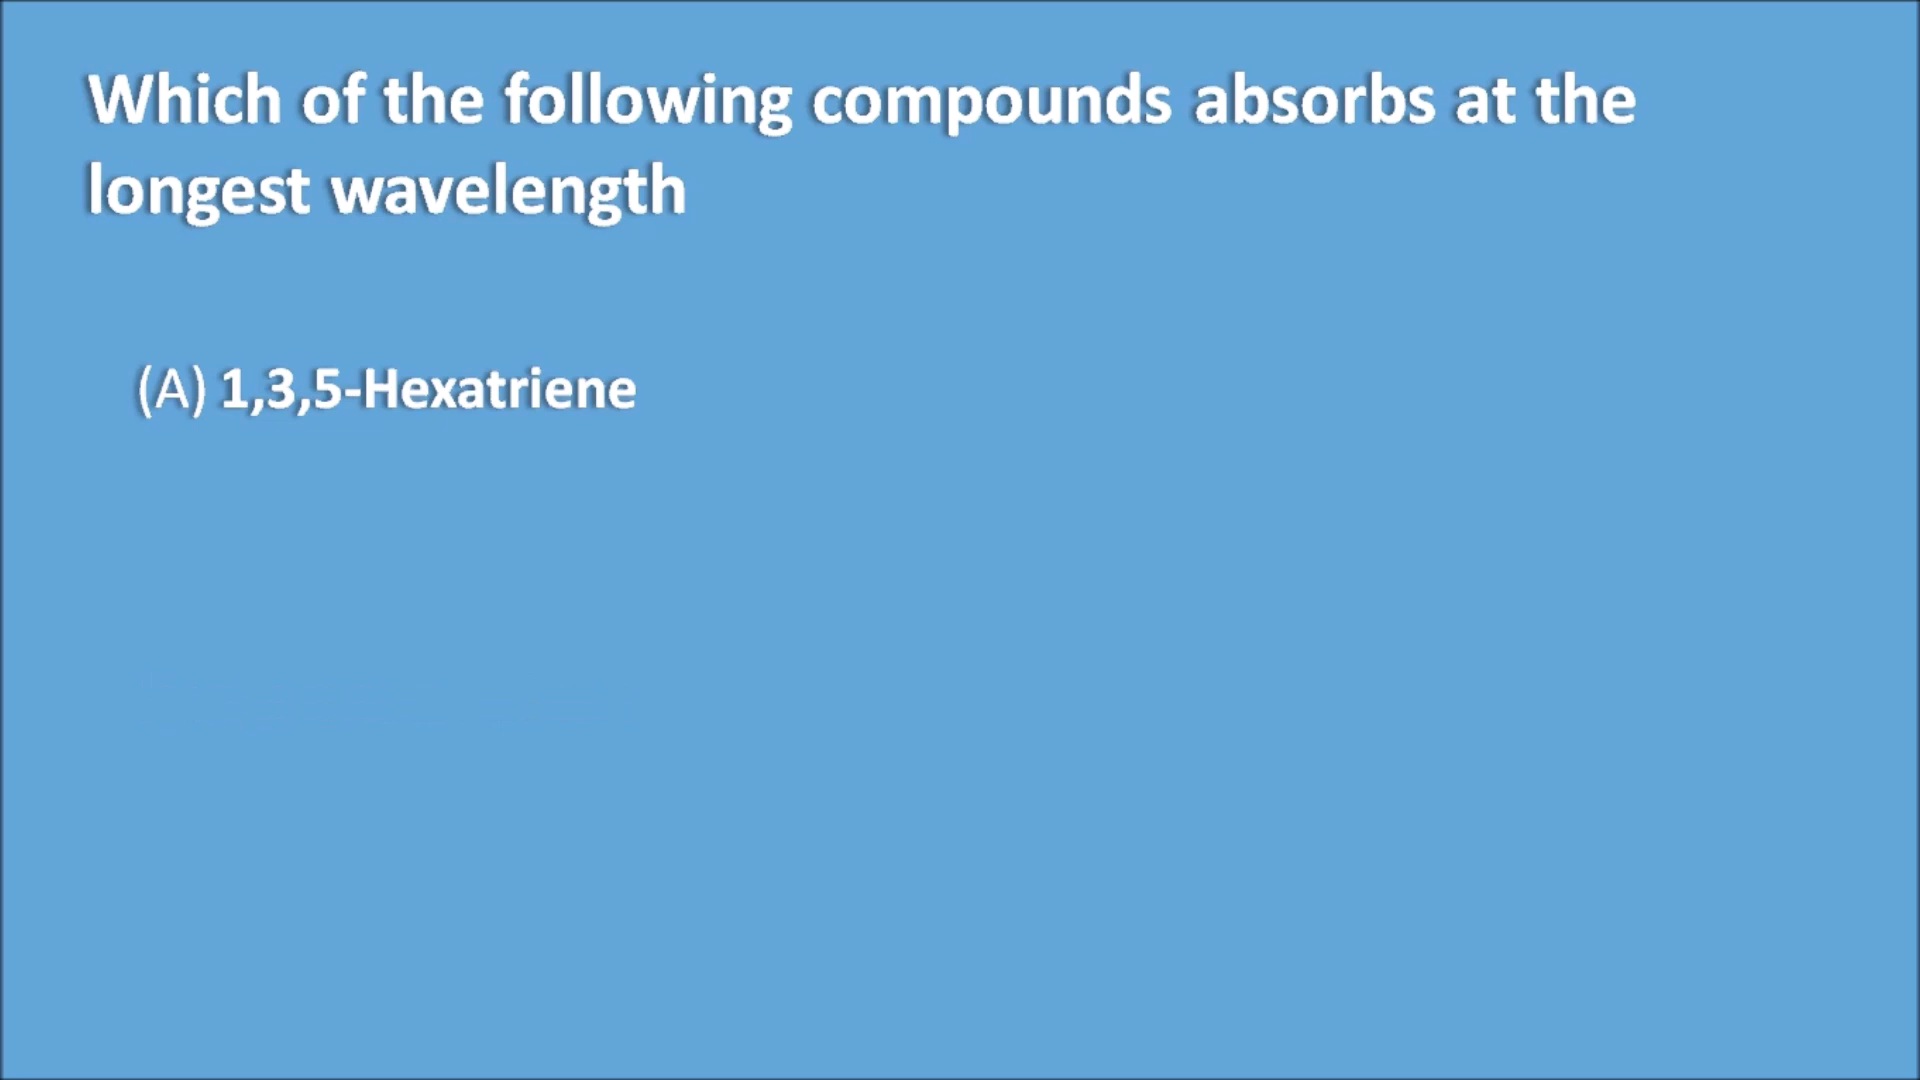 Which of the following compounds absorbs at the
longest wavelength
(A) 1,3,5-Hexatriene